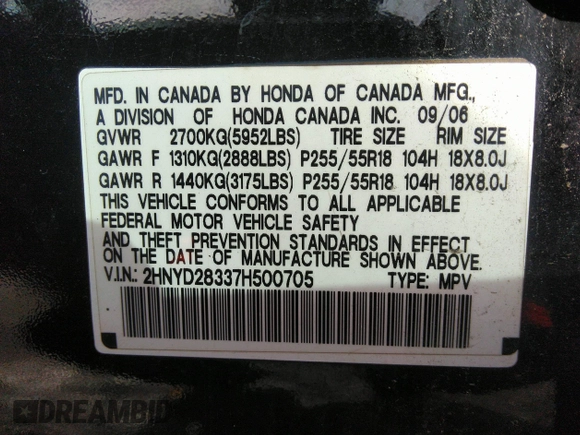 MFD. IN CANADA BY HONDA OF CANADA MFG.,
A DIVISION OF HONDA CANADA INC. 09/06
GVWR 2700KG(5952LBS) TIRE SIZE RIM SIZE
GAWR F 1310KG(2888LBS) P255/55R18 104H 18X8.0J
GAWR R 1440KG(3175LBS) P255/55R18 104H 18X8.0J
THIS VEHICLE CONFORMS TO ALL APPLICABLE
FEDERAL MOTOR VEHICLE SAFETY
AND THEFT PREVENTION STANDARDS IN EFFECT
ON THE DATE OF MANUFACTURE SHOWN ABOVE.
V.I.N.: 2HNYD28337H500705 TYPE: MPV
DREAMBID